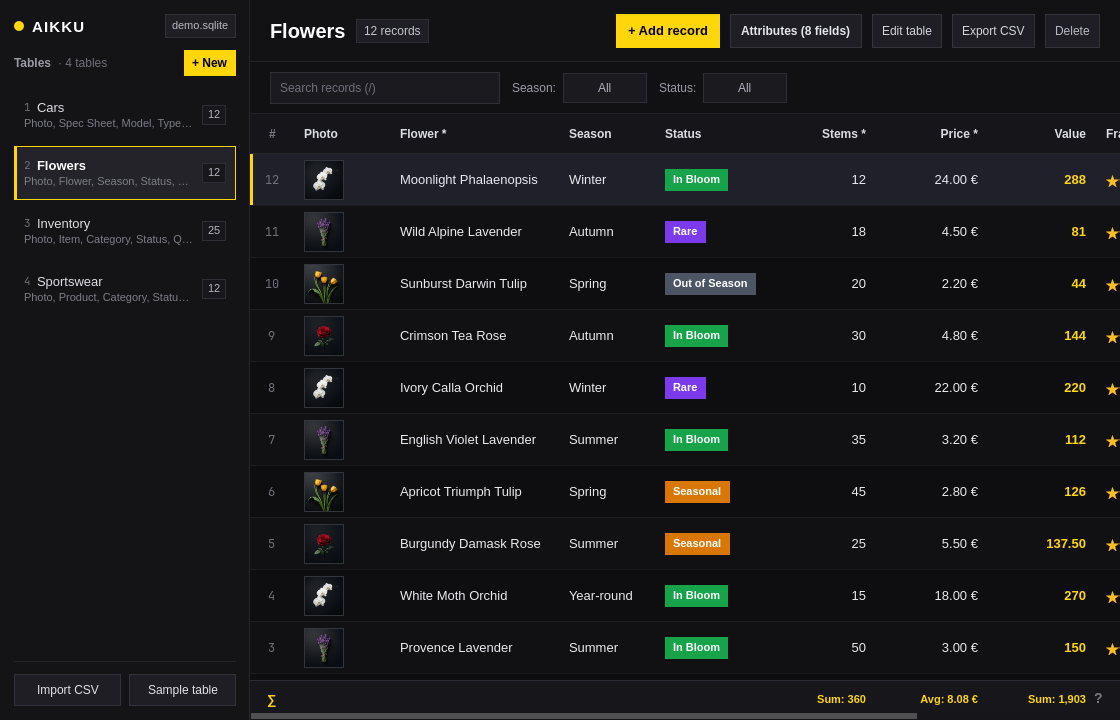 AIKKU
demo.sqlite
Tables · 4 tables
+ New
1 Cars
Photo, Spec Sheet, Model, Type…
12
2 Flowers
Photo, Flower, Season, Status, …
12
3 Inventory
Photo, Item, Category, Status, Q…
25
4 Sportswear
Photo, Product, Category, Statu…
12
Import CSV
Sample table
Flowers
12 records
+ Add record
Attributes (8 fields)
Edit table
Export CSV
Delete
Search records (/)
Season: All
Status: All
# Photo Flower * Season Status Stems * Price * Value Fra
12 Moonlight Phalaenopsis Winter In Bloom 12 24.00 € 288 ★
11 Wild Alpine Lavender Autumn Rare 18 4.50 € 81 ★
10 Sunburst Darwin Tulip Spring Out of Season 20 2.20 € 44 ★
9 Crimson Tea Rose Autumn In Bloom 30 4.80 € 144 ★
8 Ivory Calla Orchid Winter Rare 10 22.00 € 220 ★
7 English Violet Lavender Summer In Bloom 35 3.20 € 112 ★
6 Apricot Triumph Tulip Spring Seasonal 45 2.80 € 126 ★
5 Burgundy Damask Rose Summer Seasonal 25 5.50 € 137.50 ★
4 White Moth Orchid Year-round In Bloom 15 18.00 € 270 ★
3 Provence Lavender Summer In Bloom 50 3.00 € 150 ★
∑ Sum: 360 Avg: 8.08 € Sum: 1,903 ?